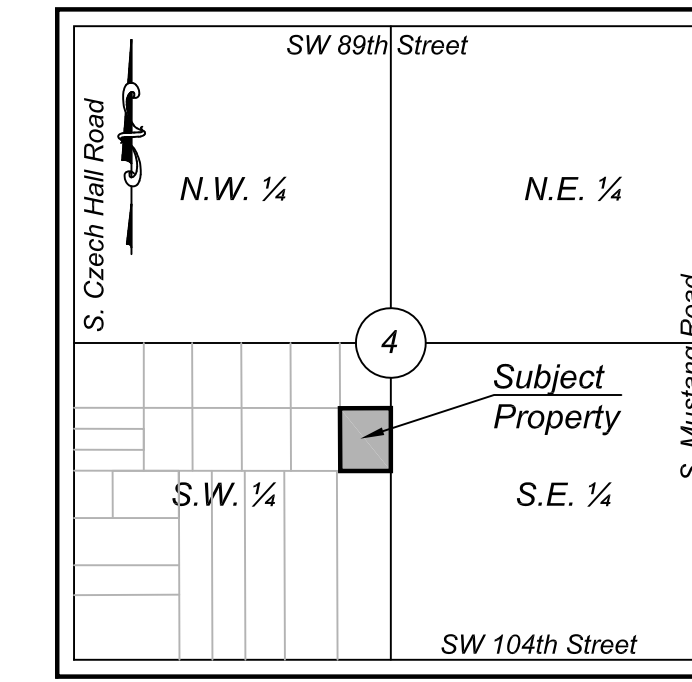 SW 89th Street
S. Czech Hall Road
N.W. ¼
N.E. ¼
4
Subject
Property
S. Mustang Road
S.W. ¼
S.E. ¼
SW 104th Street